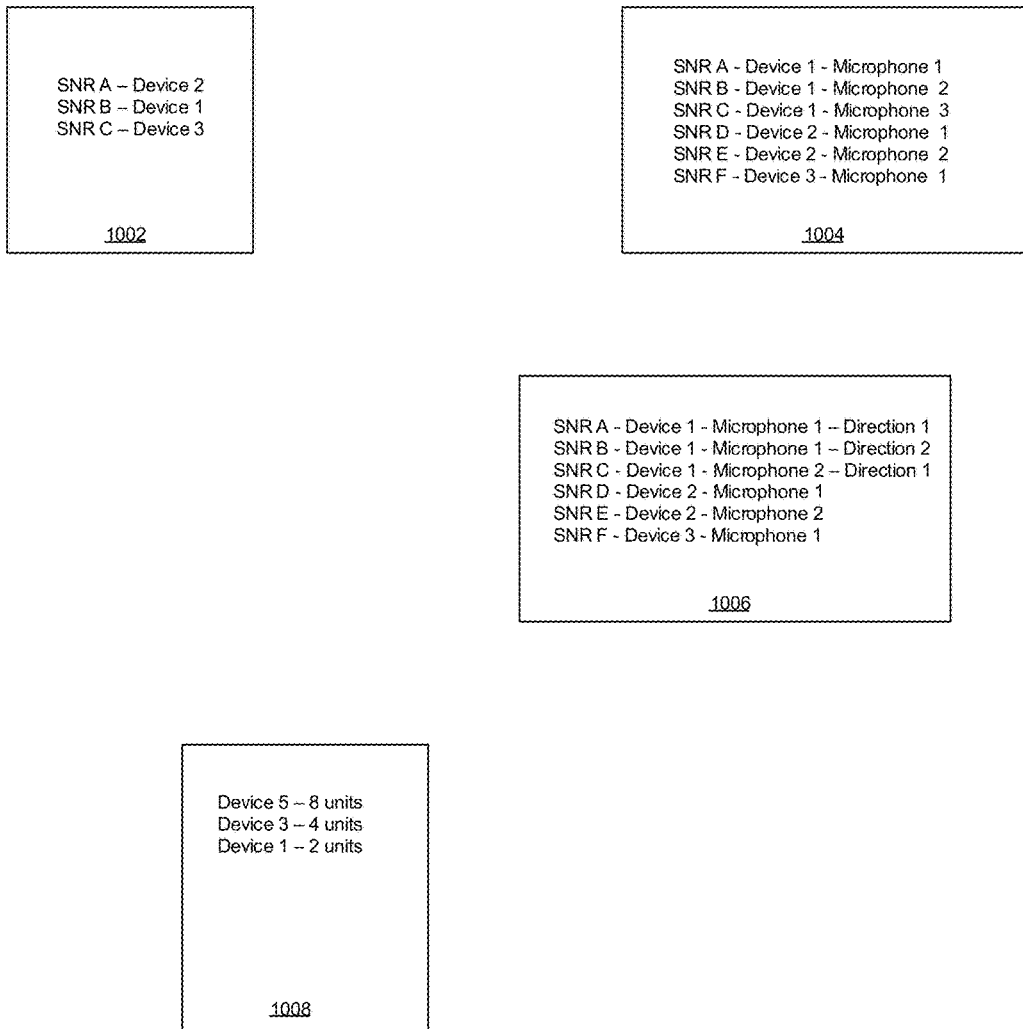 SNR A – Device 2
SNR B – Device 1
SNR C – Device 3
1002
SNR A - Device 1 - Microphone 1
SNR B - Device 1 - Microphone 2
SNR C - Device 1 - Microphone 3
SNR D - Device 2 - Microphone 1
SNR E - Device 2 - Microphone 2
SNR F - Device 3 - Microphone 1
1004
SNR A - Device 1 - Microphone 1 – Direction 1
SNR B - Device 1 - Microphone 1 – Direction 2
SNR C - Device 1 - Microphone 2 – Direction 1
SNR D - Device 2 - Microphone 1
SNR E - Device 2 - Microphone 2
SNR F - Device 3 - Microphone 1
1006
Device 5 – 8 units
Device 3 – 4 units
Device 1 – 2 units
1008